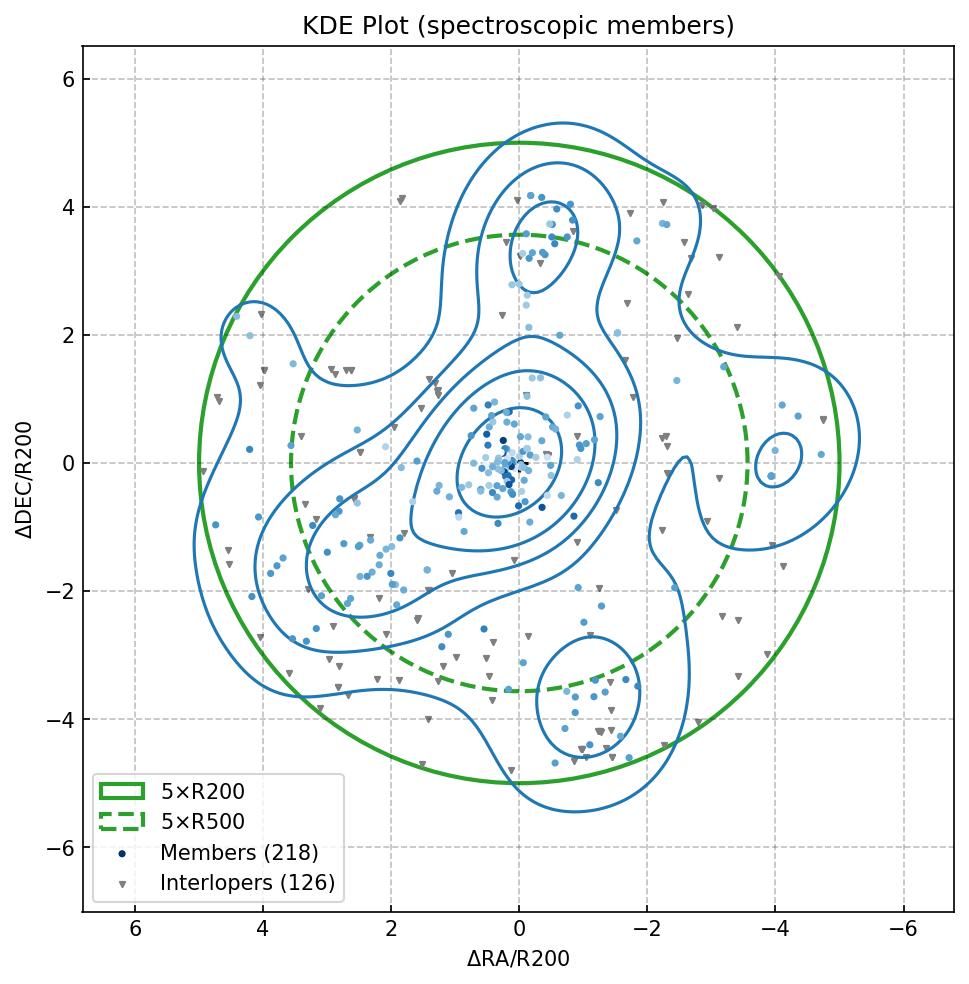 KDE Plot (spectroscopic members)
ΔDEC/R200
6
4
2
0
−2
−4
−6
5×R200
5×R500
Members (218)
Interlopers (126)
6 4 2 0 −2 −4 −6
ΔRA/R200